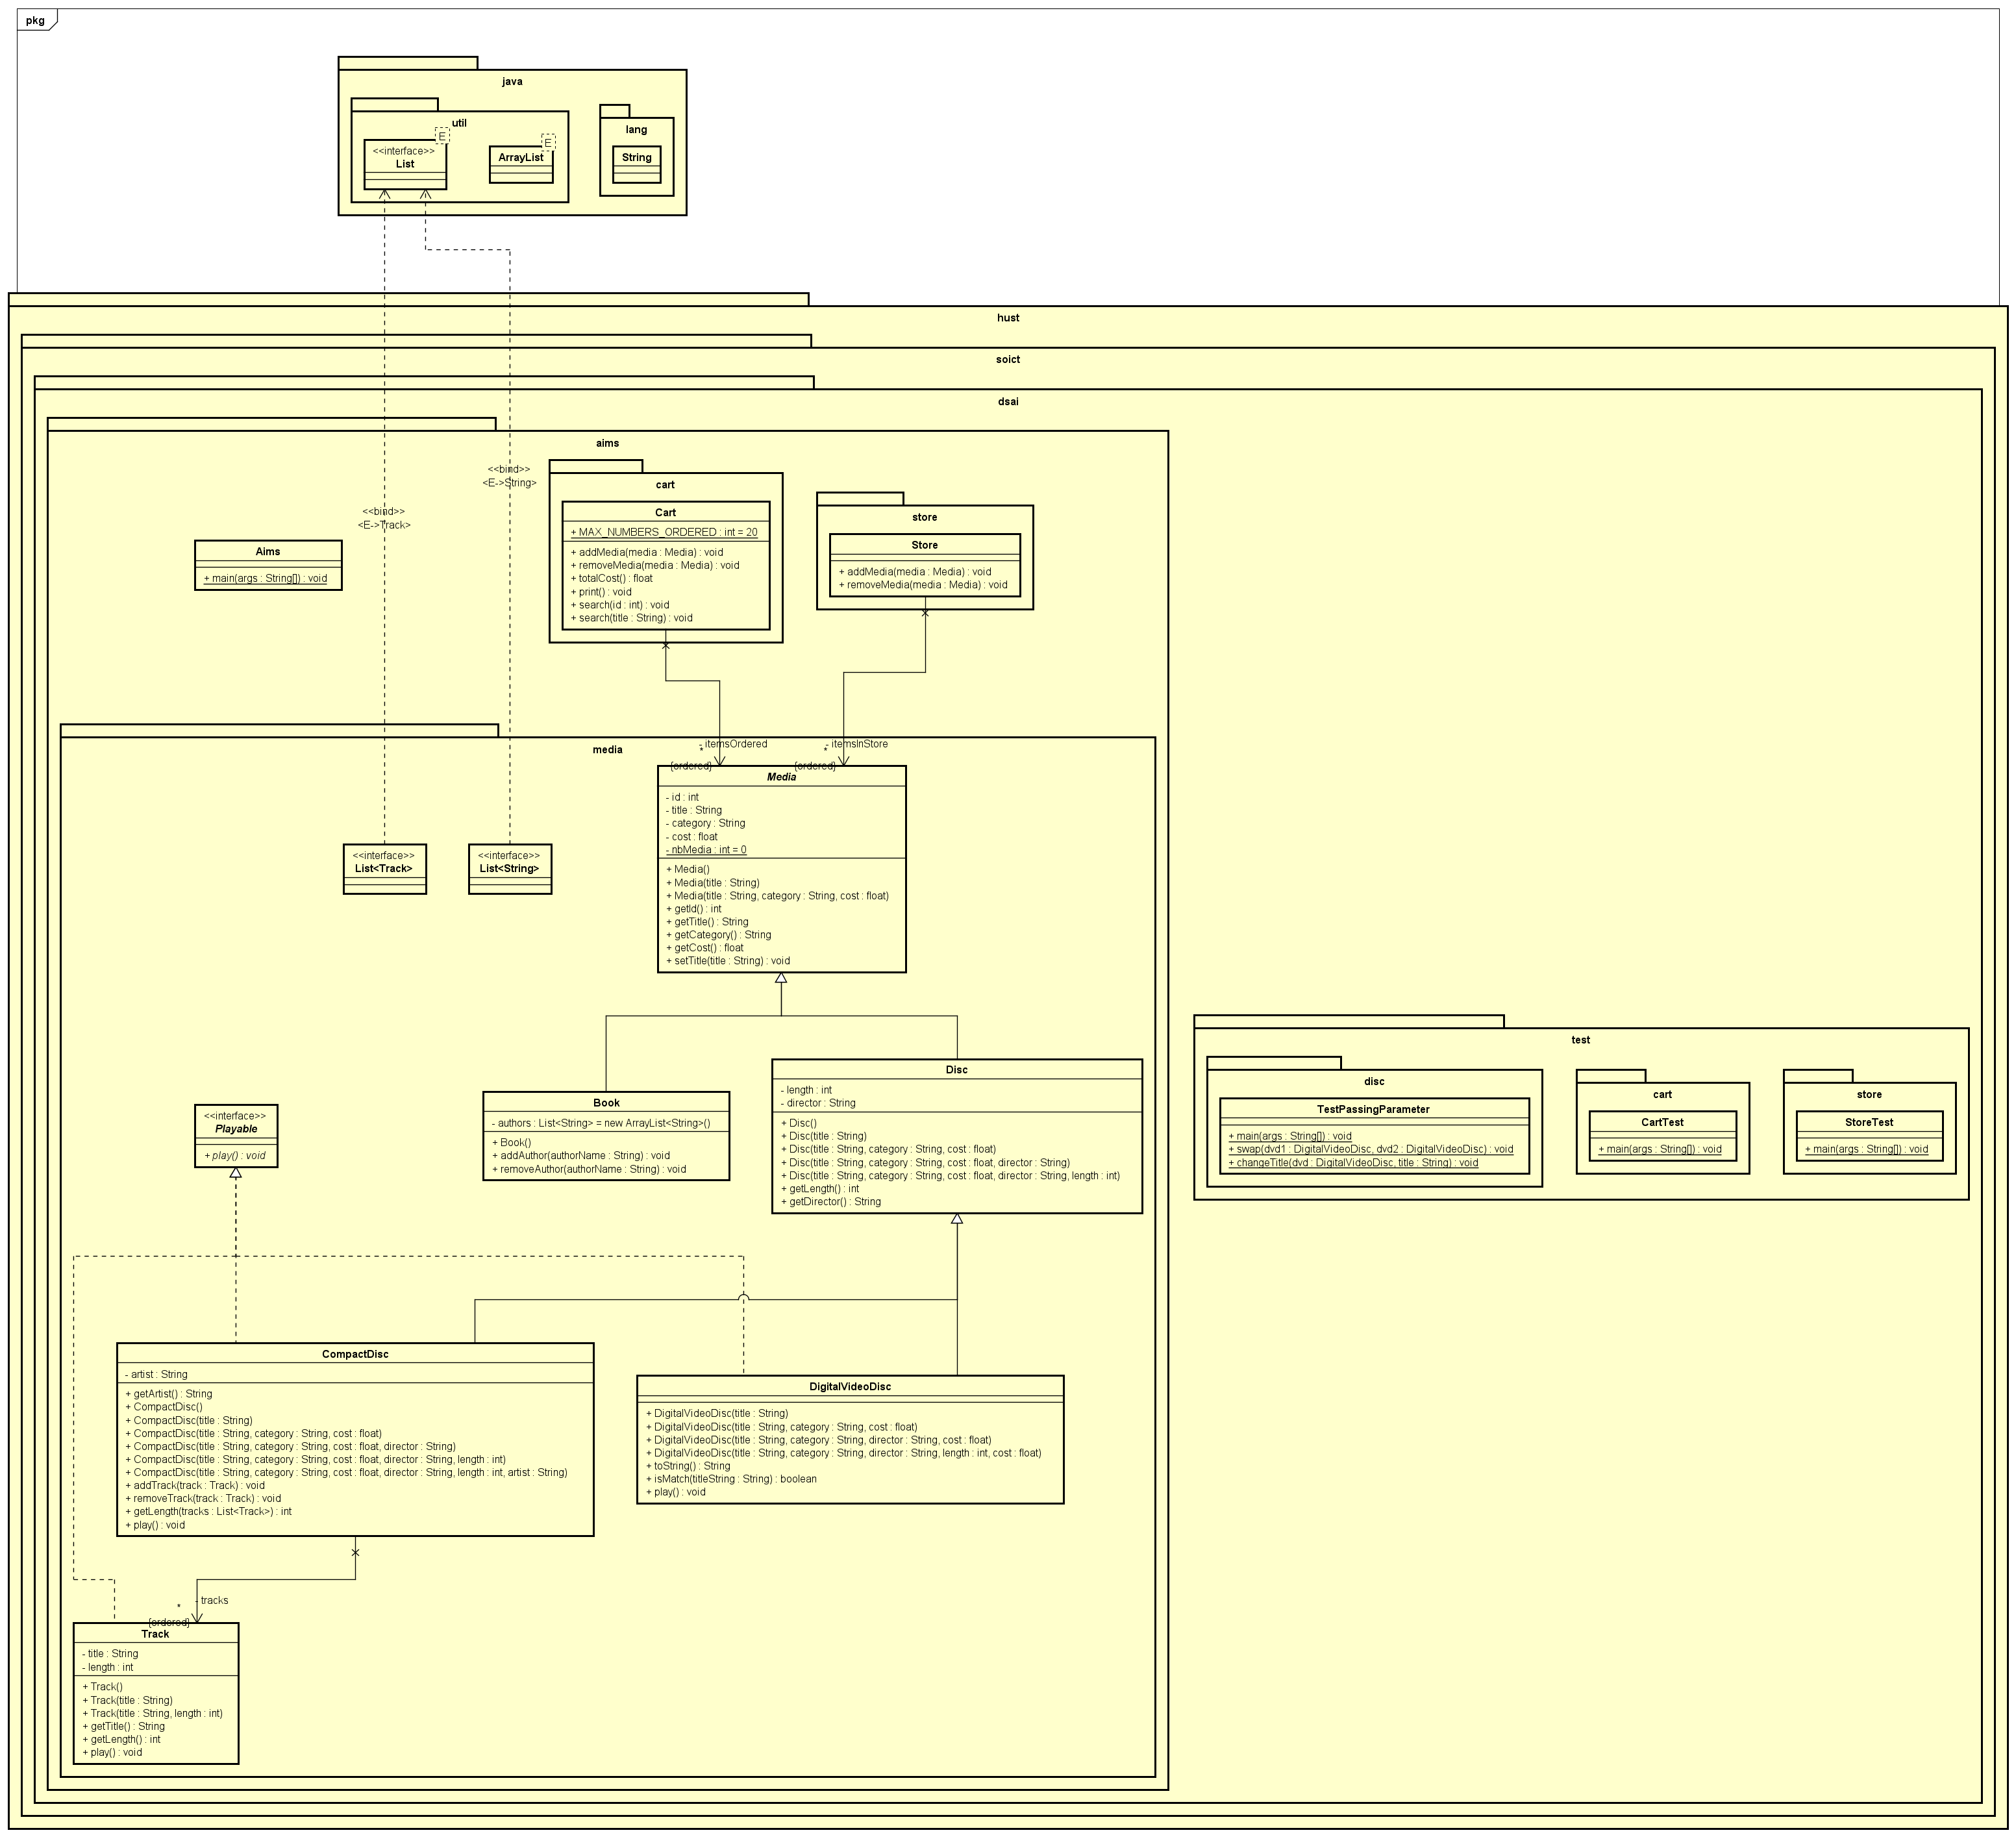 pkg
java
util
E
<<interface>>
List
E
ArrayList
lang
String
hust
soict
dsai
aims
<<bind>>
<E->String>
<<bind>>
<E->Track>
Aims
+ main(args : String[]) : void
cart
Cart
+ MAX_NUMBERS_ORDERED : int = 20
+ addMedia(media : Media) : void
+ removeMedia(media : Media) : void
+ totalCost() : float
+ print() : void
+ search(id : int) : void
+ search(title : String) : void
store
Store
+ addMedia(media : Media) : void
+ removeMedia(media : Media) : void
media
- itemsOrdered
*
{ordered}
- itemsInStore
*
{ordered}
Media
- id : int
- title : String
- category : String
- cost : float
- nbMedia : int = 0
+ Media()
+ Media(title : String)
+ Media(title : String, category : String, cost : float)
+ getId() : int
+ getTitle() : String
+ getCategory() : String
+ getCost() : float
+ setTitle(title : String) : void
<<interface>>
List<Track>
<<interface>>
List<String>
<<interface>>
Playable
+ play() : void
Book
- authors : List<String> = new ArrayList<String>()
+ Book()
+ addAuthor(authorName : String) : void
+ removeAuthor(authorName : String) : void
Disc
- length : int
- director : String
+ Disc()
+ Disc(title : String)
+ Disc(title : String, category : String, cost : float)
+ Disc(title : String, category : String, cost : float, director : String)
+ Disc(title : String, category : String, cost : float, director : String, length : int)
+ getLength() : int
+ getDirector() : String
test
disc
TestPassingParameter
+ main(args : String[]) : void
+ swap(dvd1 : DigitalVideoDisc, dvd2 : DigitalVideoDisc) : void
+ changeTitle(dvd : DigitalVideoDisc, title : String) : void
cart
CartTest
+ main(args : String[]) : void
store
StoreTest
+ main(args : String[]) : void
CompactDisc
- artist : String
+ getArtist() : String
+ CompactDisc()
+ CompactDisc(title : String)
+ CompactDisc(title : String, category : String, cost : float)
+ CompactDisc(title : String, category : String, cost : float, director : String)
+ CompactDisc(title : String, category : String, cost : float, director : String, length : int)
+ CompactDisc(title : String, category : String, cost : float, director : String, length : int, artist : String)
+ addTrack(track : Track) : void
+ removeTrack(track : Track) : void
+ getLength(tracks : List<Track>) : int
+ play() : void
DigitalVideoDisc
+ DigitalVideoDisc(title : String)
+ DigitalVideoDisc(title : String, category : String, cost : float)
+ DigitalVideoDisc(title : String, category : String, director : String, cost : float)
+ DigitalVideoDisc(title : String, category : String, director : String, length : int, cost : float)
+ toString() : String
+ isMatch(titleString : String) : boolean
+ play() : void
- tracks
*
{ordered}
Track
- title : String
- length : int
+ Track()
+ Track(title : String)
+ Track(title : String, length : int)
+ getTitle() : String
+ getLength() : int
+ play() : void